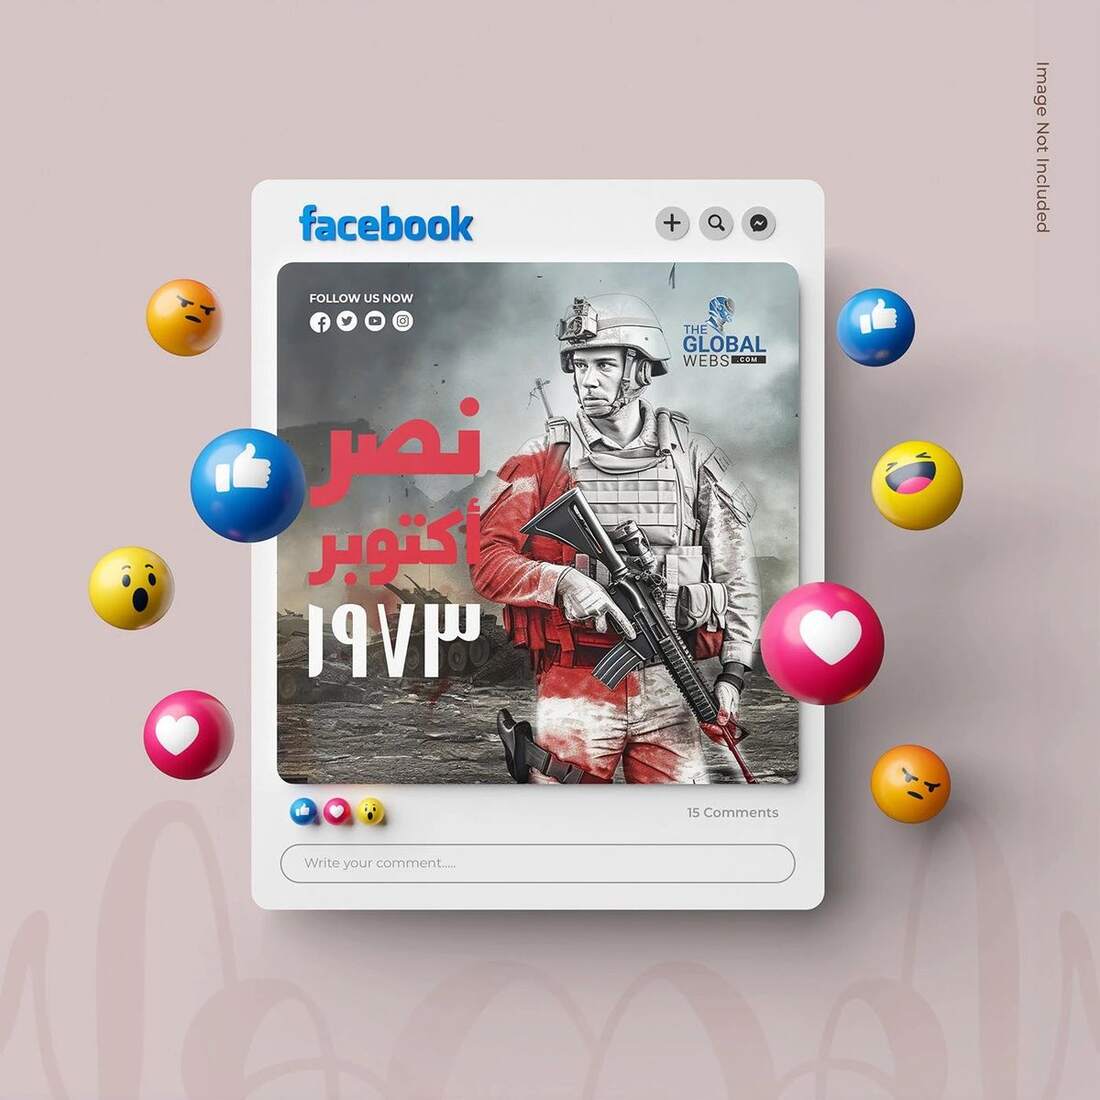 Image Not Included
facebook
FOLLOW US NOW
THE
GLOBAL
WEBS .COM
نصر
أكتوبر
١٩٧٣
15 Comments
Write your comment.....